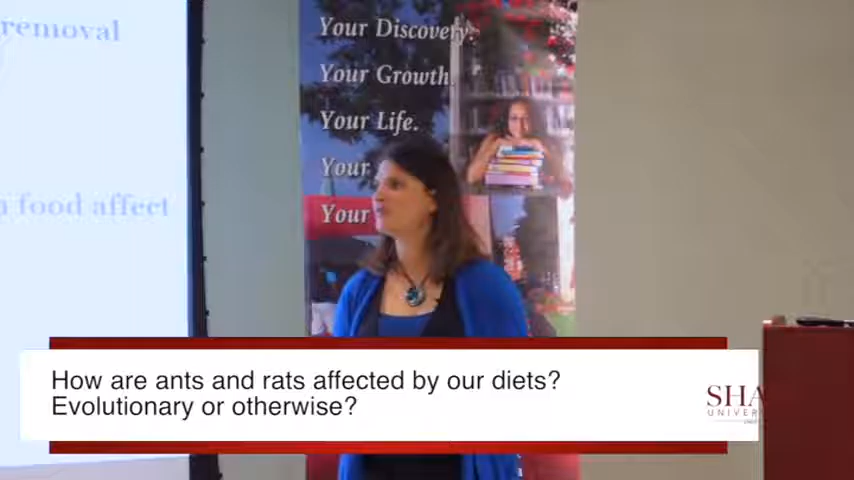 removal
food affect
Your Discovery.
Your Growth.
Your Life.
Your
Your
How are ants and rats affected by our diets?
Evolutionary or otherwise?
SHA
UNIVER